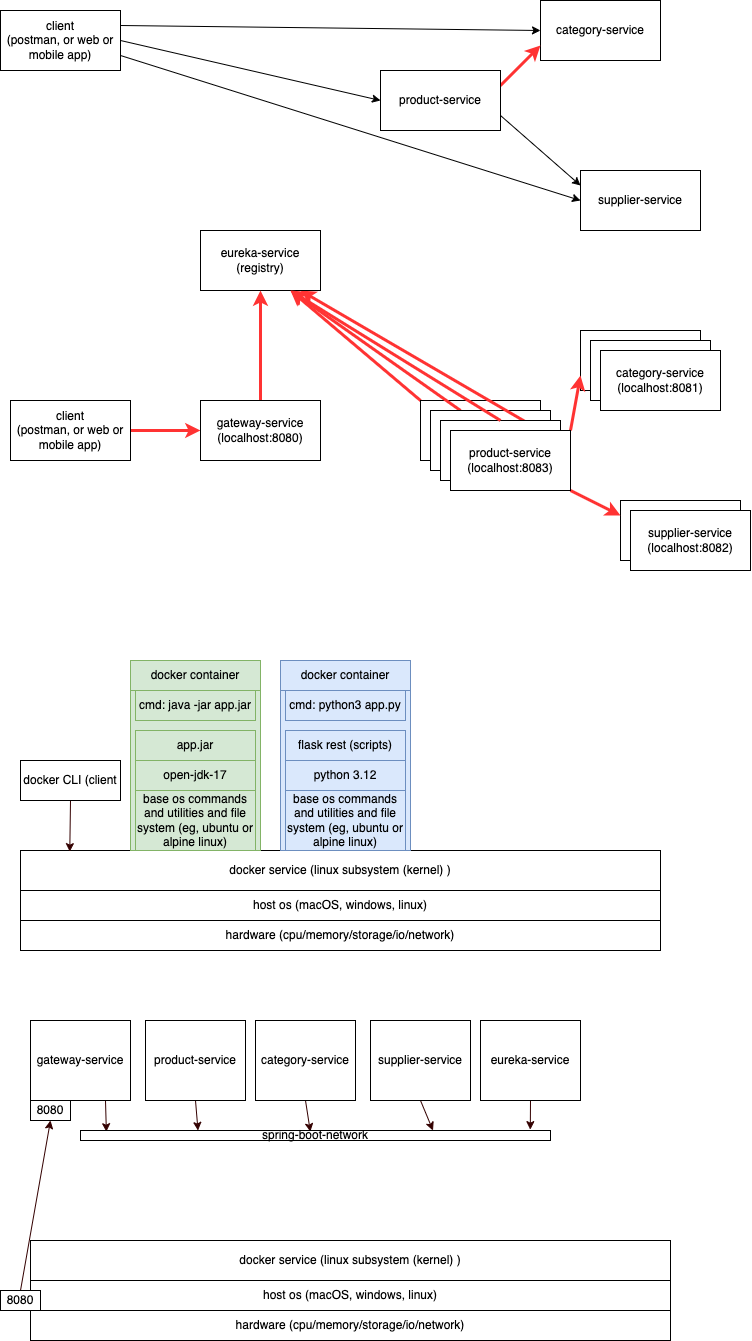 client
(postman, or web or
mobile app)
category-service
product-service
supplier-service
eureka-service
(registry)
category-service
(localhost:8081)
client
(postman, or web or
mobile app)
gateway-service
(localhost:8080)
product-service
(localhost:8083)
supplier-service
(localhost:8082)
docker container
cmd: java -jar app.jar
app.jar
open-jdk-17
base os commands
and utilities and file
system (eg, ubuntu or
alpine linux)
docker container
cmd: python3 app.py
flask rest (scripts)
python 3.12
base os commands
and utilities and file
system (eg, ubuntu or
alpine linux)
docker CLI (client
docker service (linux subsystem (kernel) )
host os (macOS, windows, linux)
hardware (cpu/memory/storage/io/network)
gateway-service
product-service
category-service
supplier-service
eureka-service
8080
spring-boot-network
docker service (linux subsystem (kernel) )
8080
host os (macOS, windows, linux)
hardware (cpu/memory/storage/io/network)